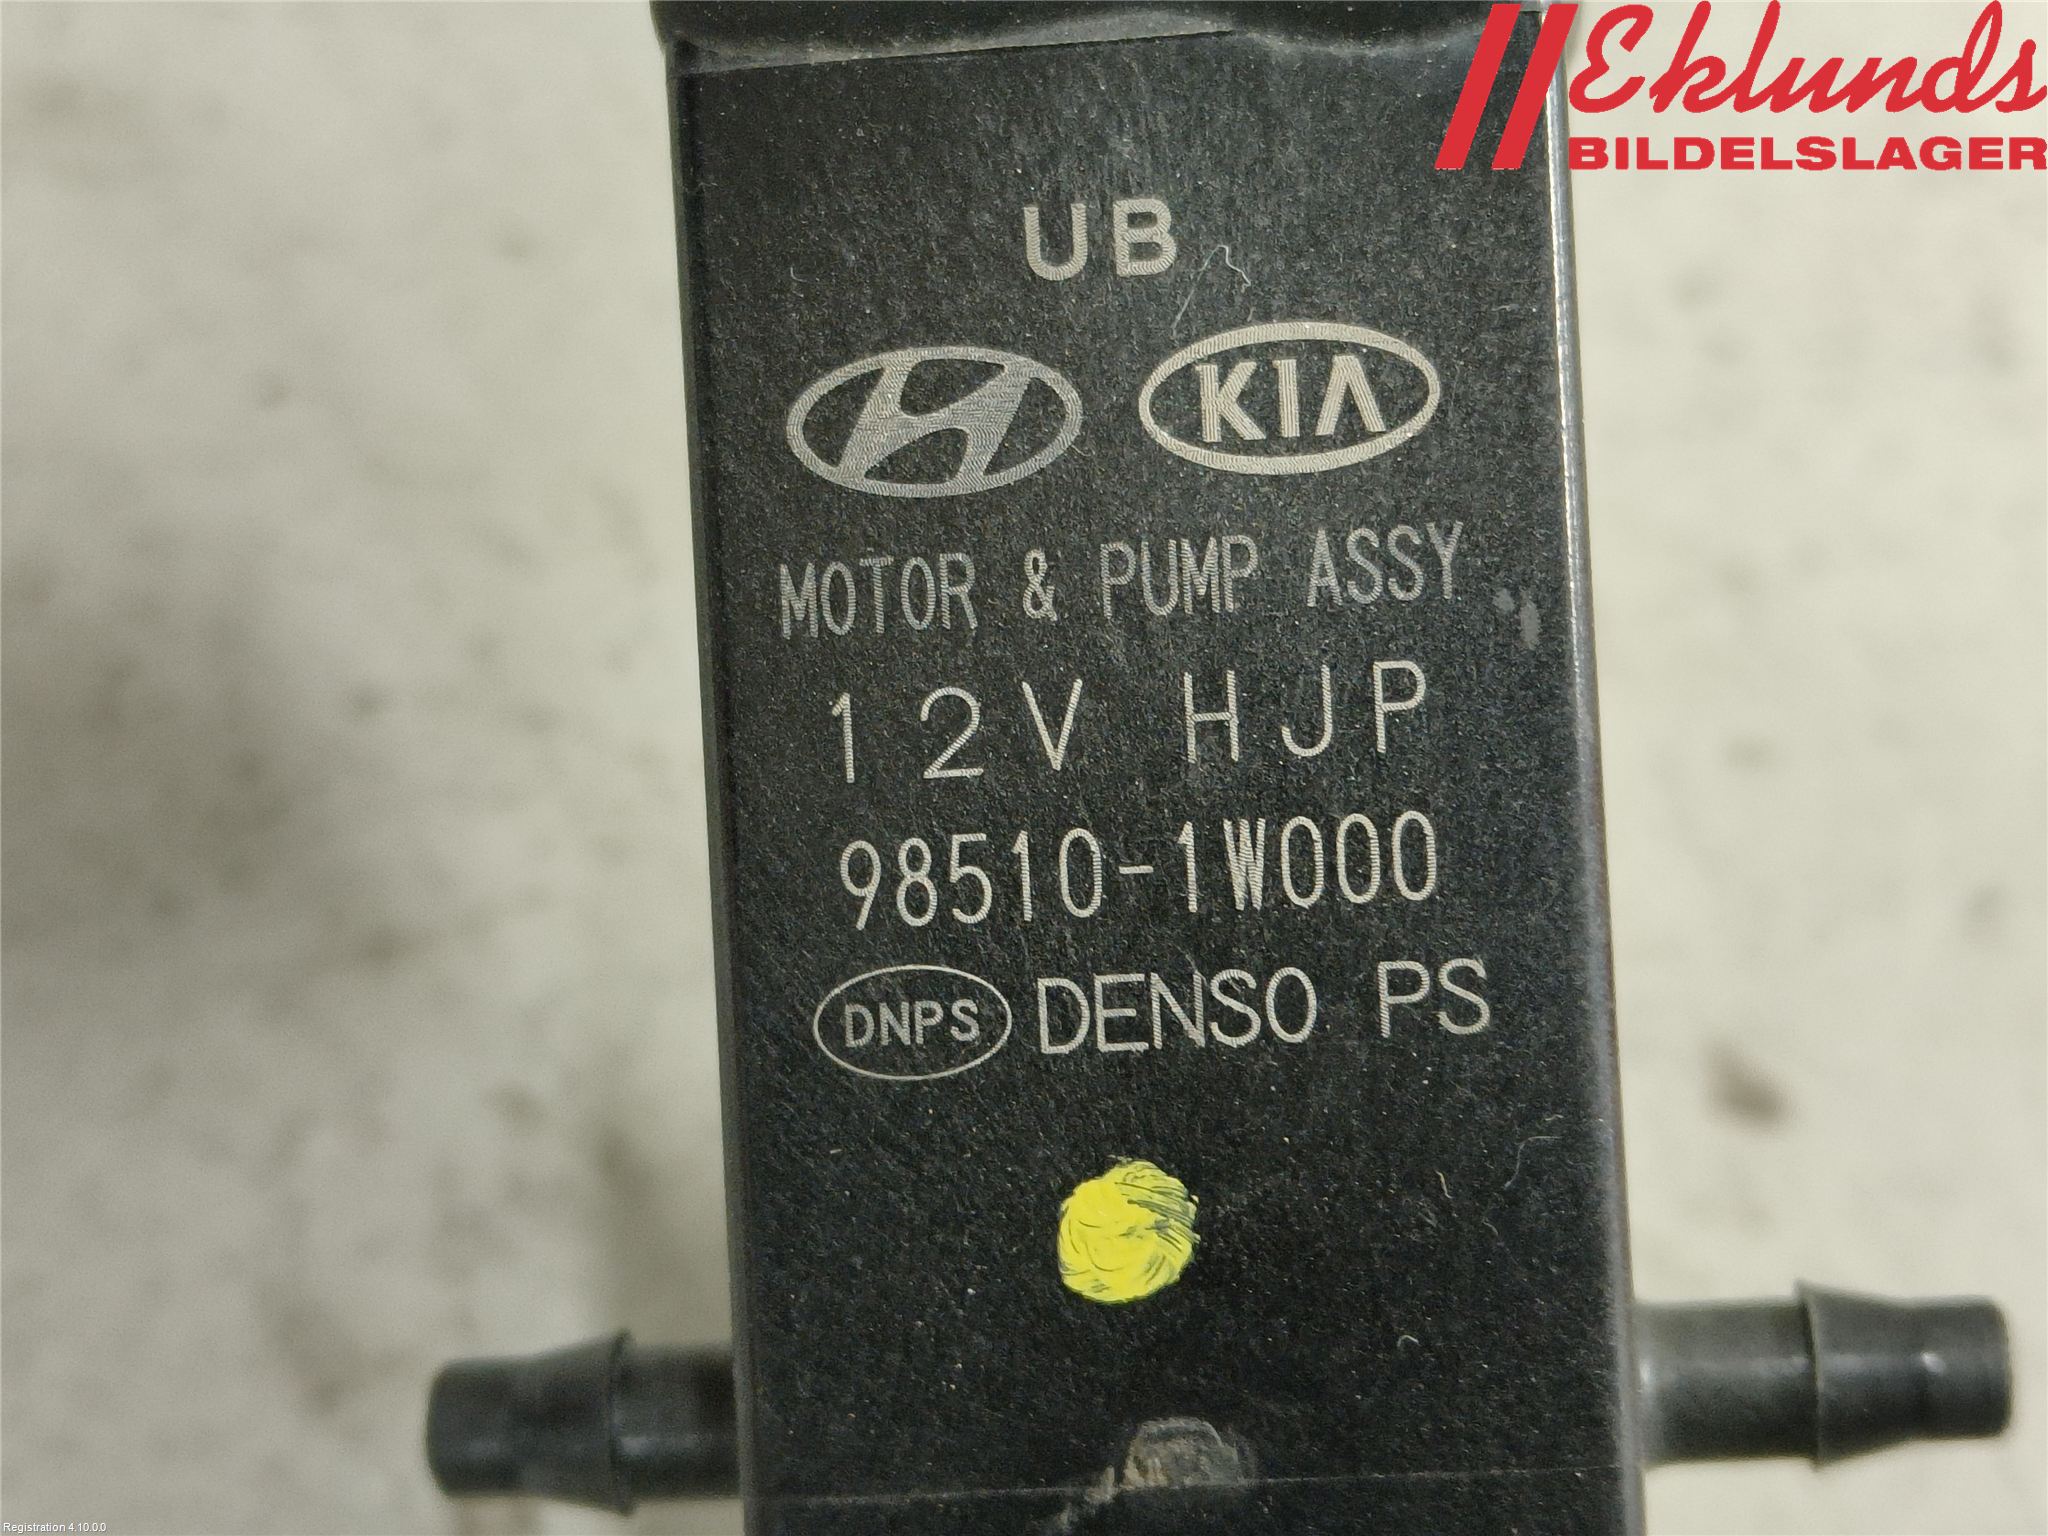 Eklunds
BILDELSLAGER
UB
KIA
MOTOR & PUMP ASSY
12V HJP
98510-1W000
DNPS DENSO PS
Registration 4.10.0.0